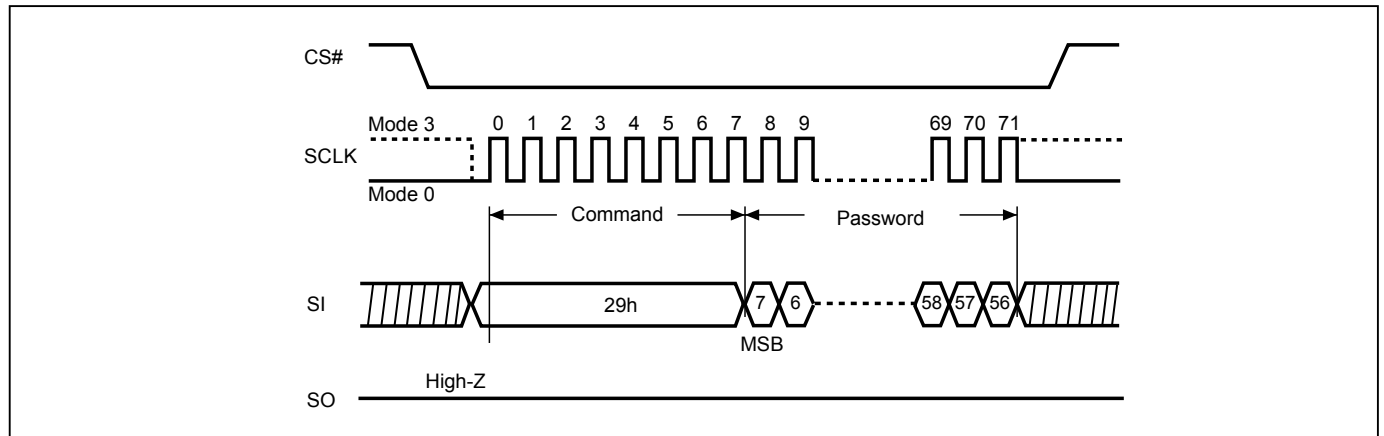 CS#
Mode 3 0 1 2 3 4 5 6 7 8 9 69 70 71
SCLK
Mode 0
Command Password
SI 29h 7 6 58 57 56
MSB
High-Z
SO